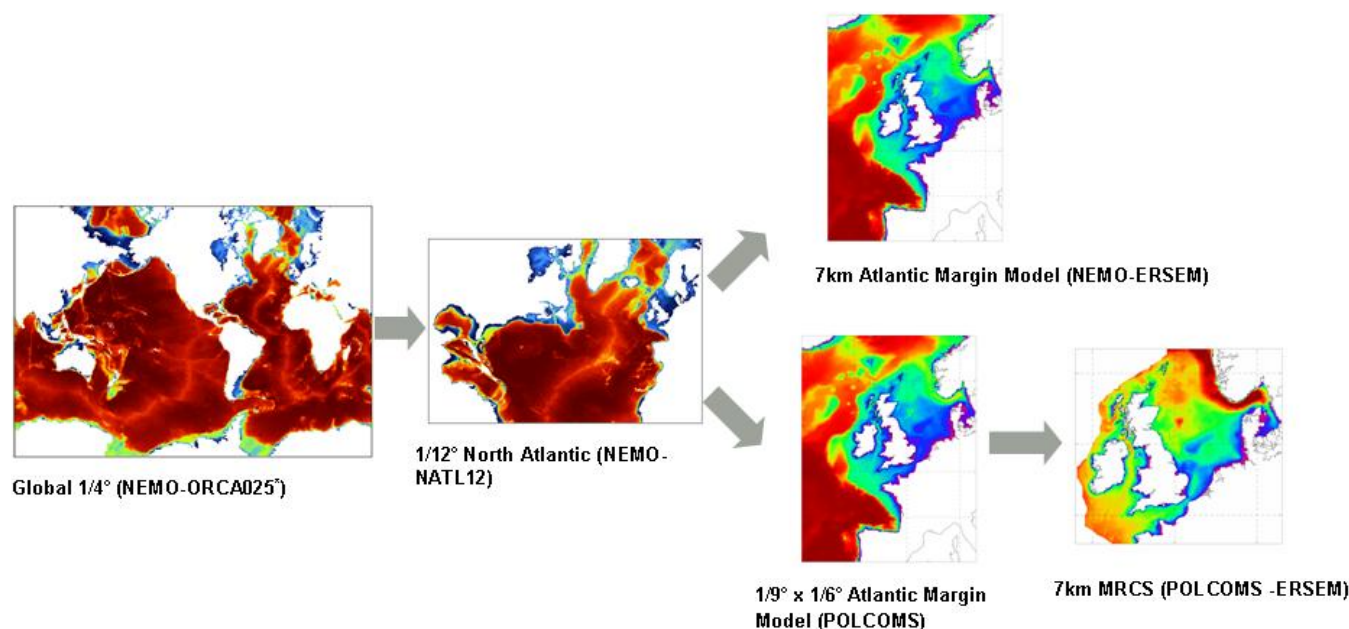 7km Atlantic Margin Model (NEMO-ERSEM)
Global 1/4° (NEMO-ORCA025*)
1/12° North Atlantic (NEMO-
NATL12)
1/9° x 1/6° Atlantic Margin
Model (POLCOMS)
7km MRCS (POLCOMS -ERSEM)